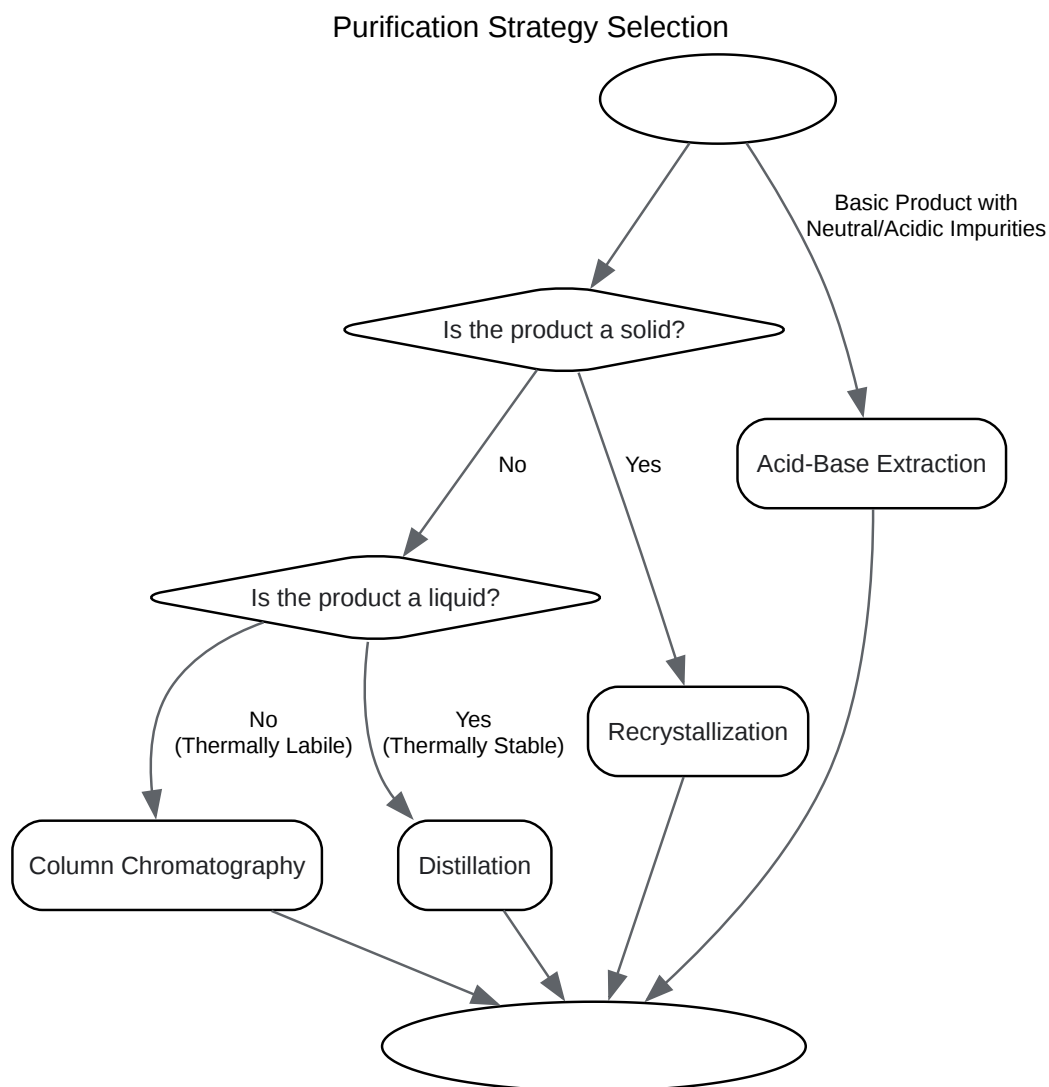 Purification Strategy Selection
Basic Product with
Neutral/Acidic Impurities
Is the product a solid?
No
Yes
Acid-Base Extraction
Is the product a liquid?
No
(Thermally Labile)
Yes
(Thermally Stable)
Recrystallization
Column Chromatography
Distillation